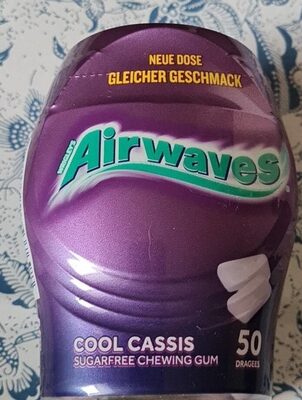 NEUE DOSE
GLEICHER GESCHMACK
Airwaves
COOL CASSIS
SUGARFREE CHEWING GUM
50
DRAGEES